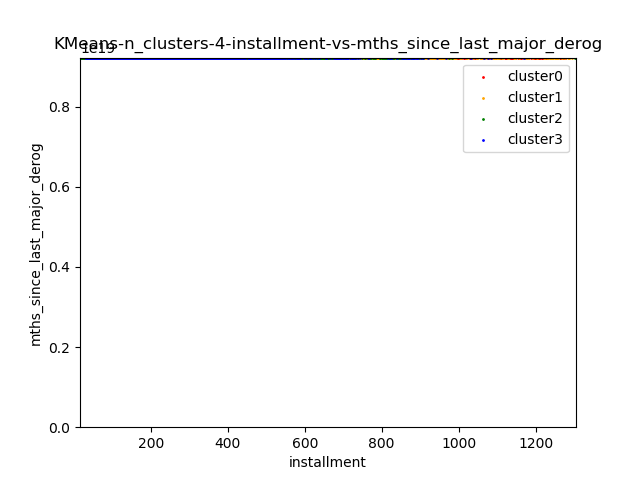 KMeans-n_clusters-4-installment-vs-mths_since_last_major_derog
1e19
cluster0
cluster1
cluster2
cluster3
0.8
0.6
0.4
0.2
0.0
mths_since_last_major_derog
200 400 600 800 1000 1200
installment